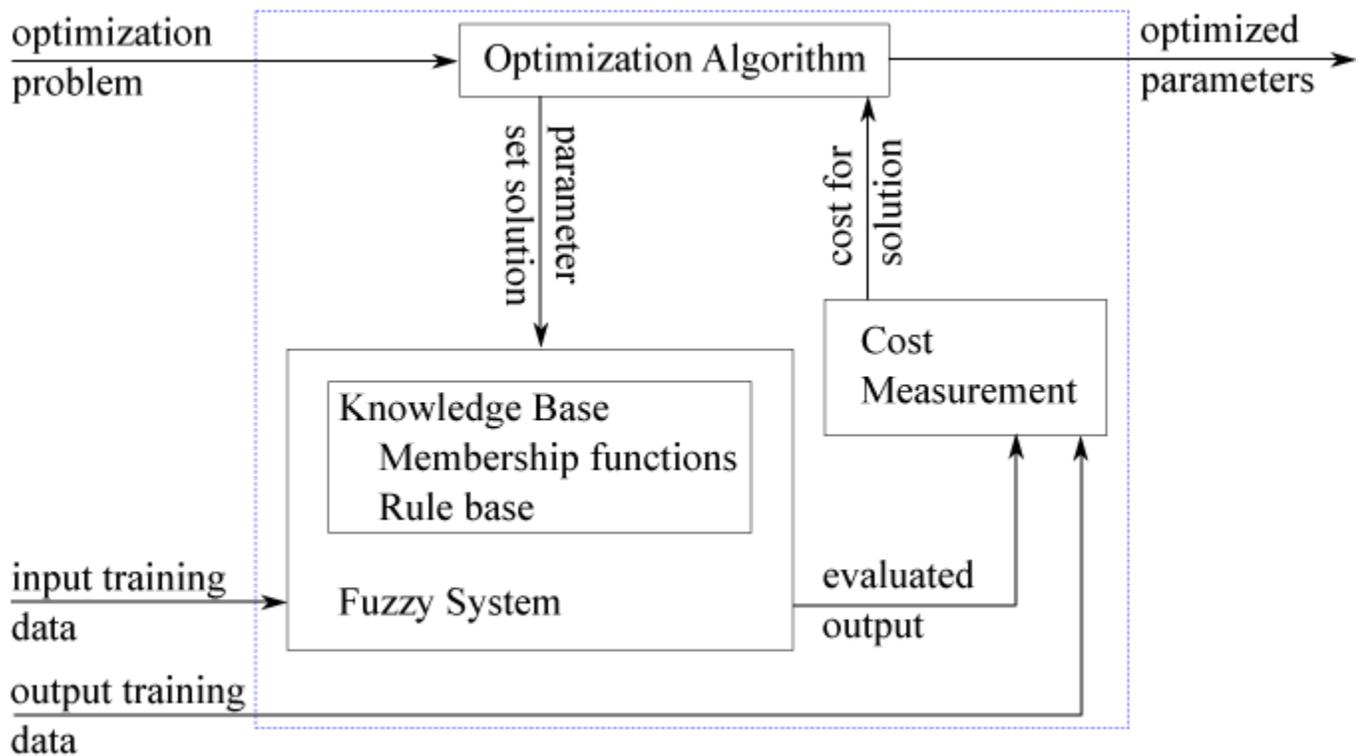 optimization
problem
Optimization Algorithm
optimized
parameters
parameter
set solution
cost for
solution
Cost
Measurement
Knowledge Base
Membership functions
Rule base
Fuzzy System
input training
data
evaluated
output
output training
data